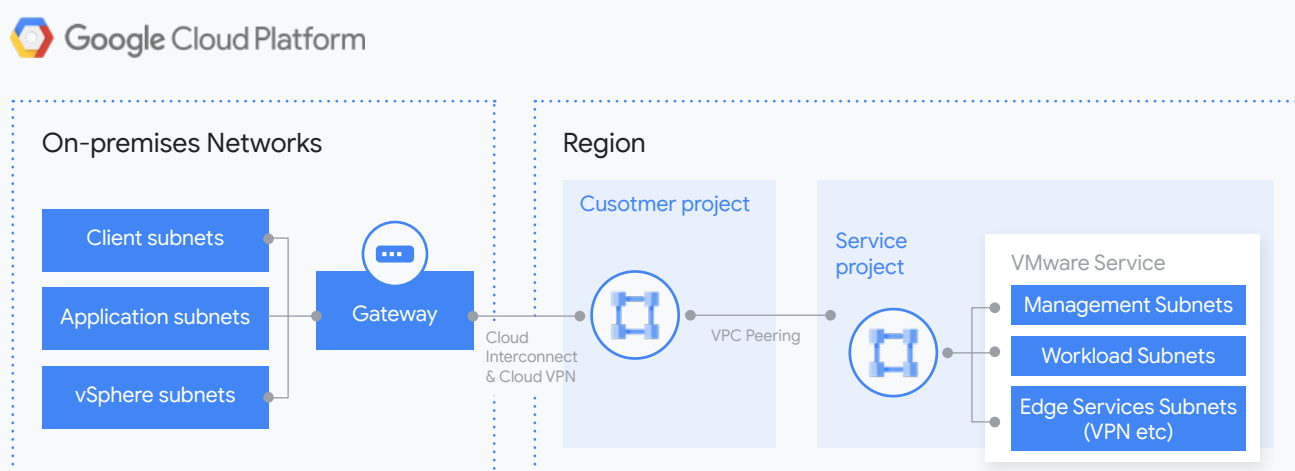 Google Cloud Platform
On-premises Networks
Client subnets
Application subnets
vSphere subnets
Gateway
Cloud
Interconnect
& Cloud VPN
Region
Cusotmer project
VPC Peering
Service
project
VMware Service
Management Subnets
Workload Subnets
Edge Services Subnets
(VPN etc)